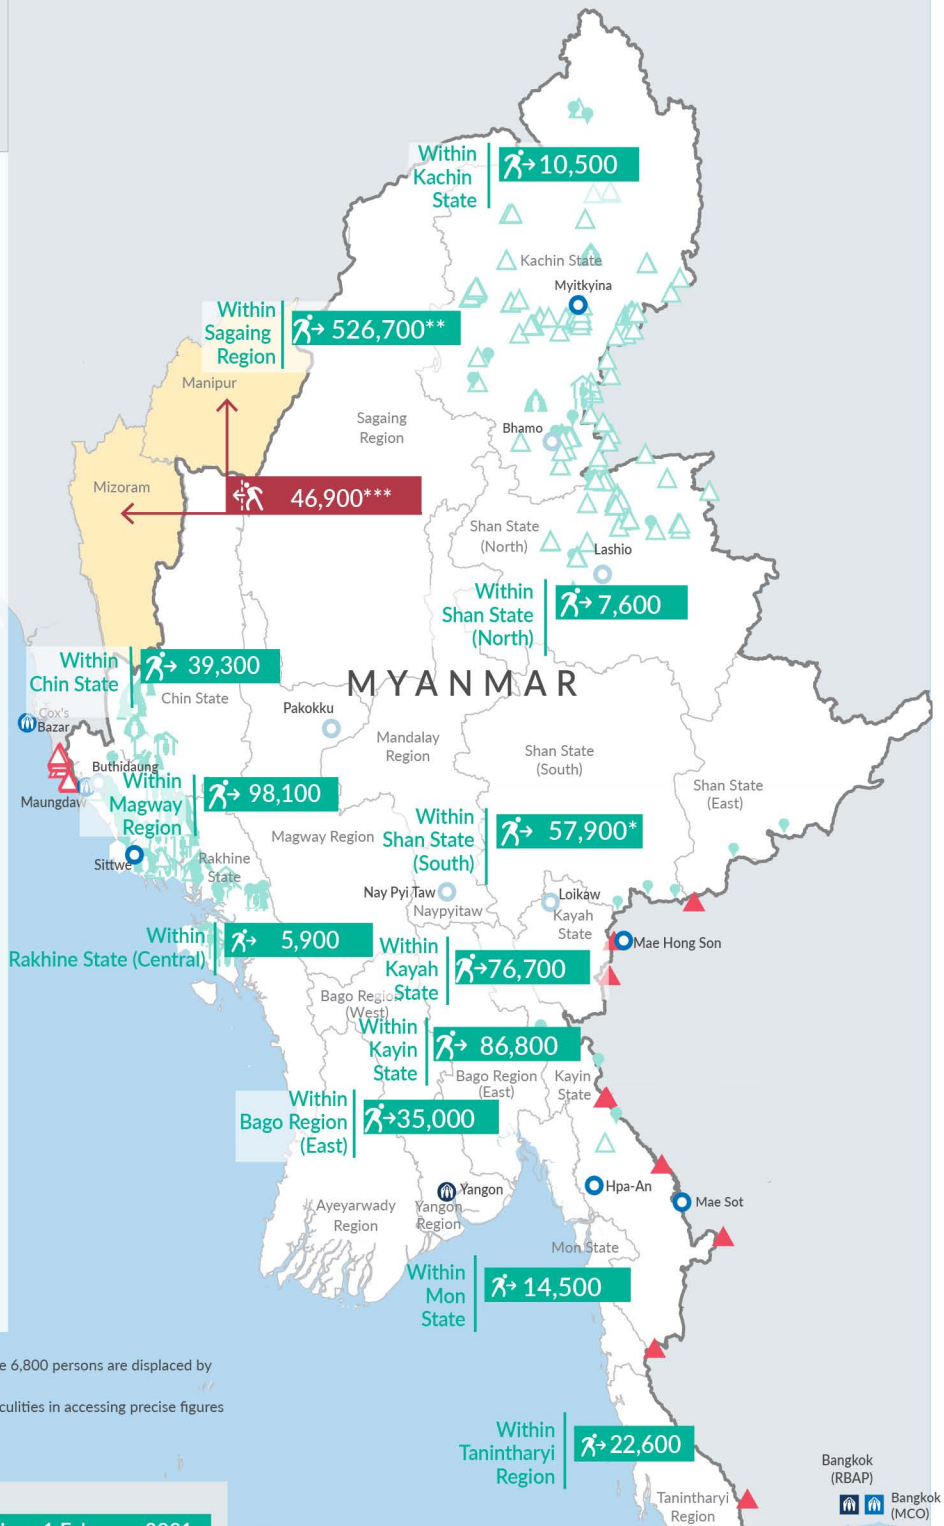 Within
Kachin
State
10,500
Kachin State
Myitkyina
Within
Sagaing
Region
526,700**
Manipur
Sagaing
Region
Bhamo
Mizoram
46,900***
Shan State
(North)
Lashio
Within
Shan State
(North)
7,600
Within
Chin State
39,300
Chin State
MYANMAR
Pakokku
Cox's
Bazar
Mandalay
Region
Shan State
(South)
Buthidaung
Maungdaw
Within
Magway
Region
98,100
Shan State
(East)
Within
Shan State
(South)
57,900*
Magway Region
Sittwe
Rakhine
State
Nay Pyi Taw
Naypyitaw
Loikaw
Kayah
State
Within
Rakhine State (Central)
5,900
Mae Hong Son
Within
Kayah
State
76,700
Bago Region
(West)
Within
Kayin
State
86,800
Bago Region
(East)
Kayin
State
Within
Bago Region
(East)
35,000
Hpa-An
Mae Sot
Yangon
Yangon
Region
Ayeyarwady
Region
Mon State
Within
Mon
State
14,500
e 6,800 persons are displaced by
culities in accessing precise figures
Within
Tanintharyi
Region
22,600
Tanintharyi
Region
Bangkok
(RBAP)
Bangkok
(MCO)